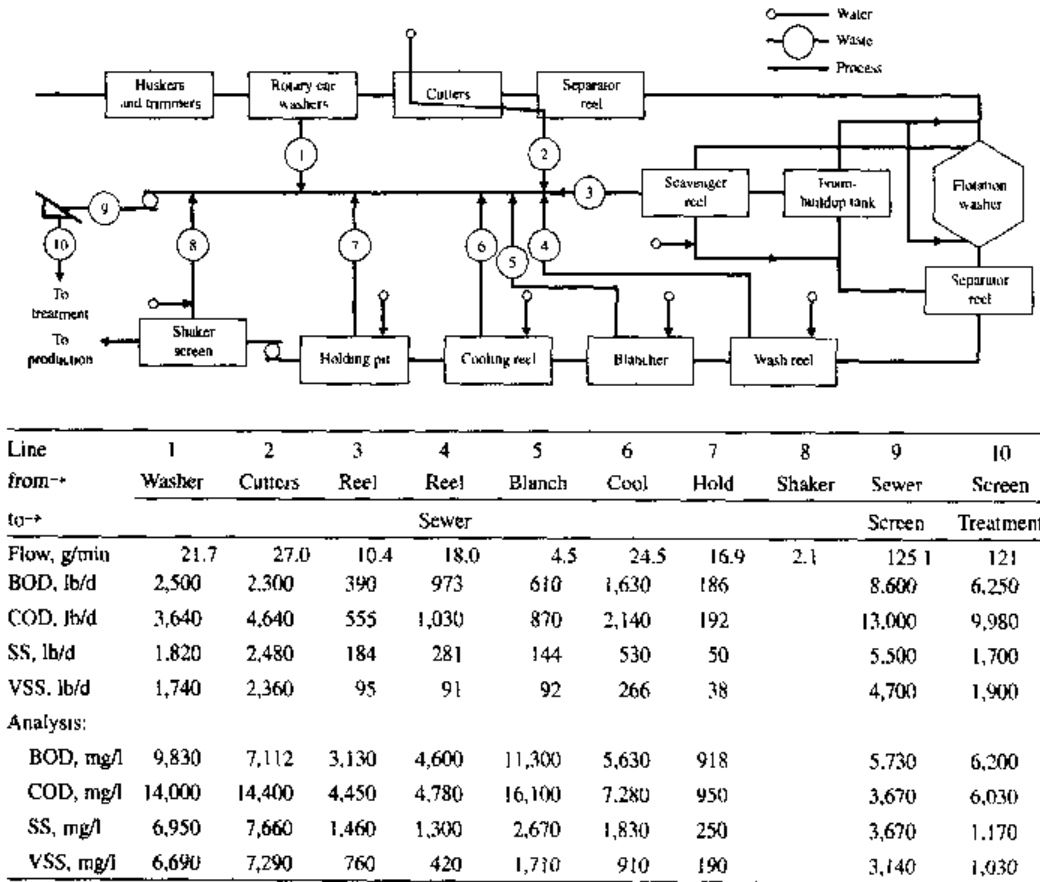 Water
Waste
Process
Huskers and trimmers
Rotary ear washers
Cutters
Separator reel
1
2
3
Scavenger reel
Foam-buildup tank
Flotation washer
9
10
8
7
6
5
4
Separator reel
To treatment
To production
Shaker screen
Holding pit
Cooling reel
Blancher
Wash reel
Line 1 2 3 4 5 6 7 8 9 10
from→ Washer Cutters Reel Reel Blanch Cool Hold Shaker Sewer Screen
to→ Sewer Screen Treatment
Flow, g/min 21.7 27.0 10.4 18.0 4.5 24.5 16.9 2.1 125 1 121
BOD, lb/d 2,500 2,300 390 973 610 1,630 186 8.600 6,250
COD, lb/d 3,640 4,640 555 1,030 870 2,140 192 13,000 9,980
SS, lb/d 1.820 2,480 184 281 144 530 50 5.500 1,700
VSS. lb/d 1,740 2,360 95 91 92 266 38 4,700 1,900
Analysis:
BOD, mg/l 9,830 7,112 3,130 4,600 11,300 5,630 918 5.730 6,200
COD, mg/l 14,000 14,400 4,450 4,780 16,100 7,280 950 3,670 6,030
SS, mg/l 6,950 7,660 1,460 1,300 2,670 1,830 250 3,670 1.170
VSS, mg/l 6,690 7,290 760 420 1,710 910 190 3,140 1,030